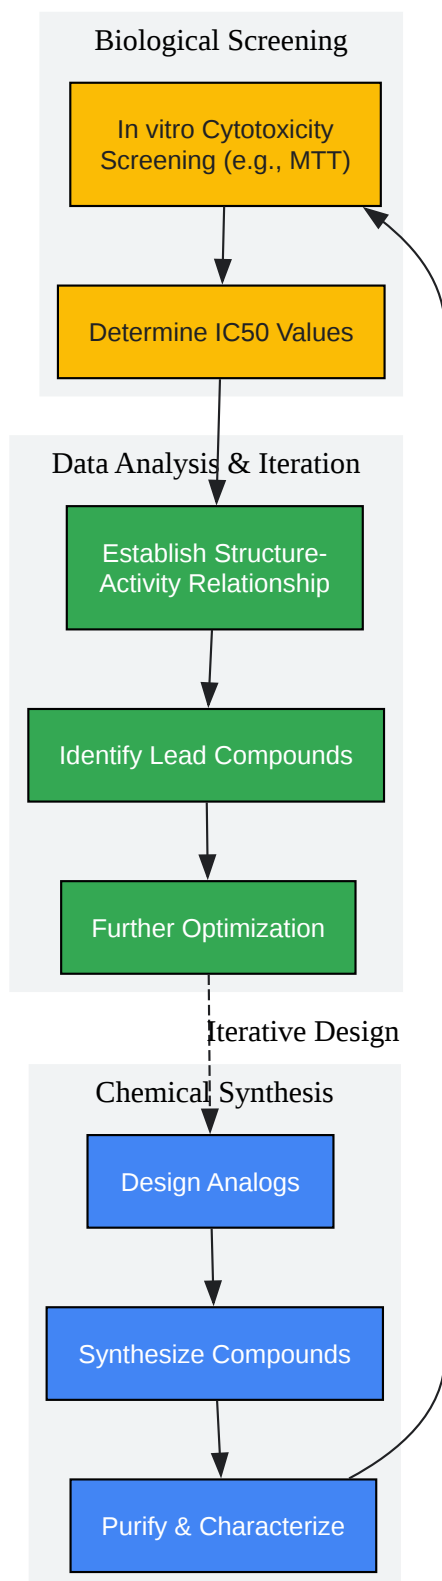 Biological Screening
In vitro Cytotoxicity
Screening (e.g., MTT)
Determine IC50 Values
Data Analysis & Iteration
Establish Structure-
Activity Relationship
Identify Lead Compounds
Further Optimization
Iterative Design
Chemical Synthesis
Design Analogs
Synthesize Compounds
Purify & Characterize